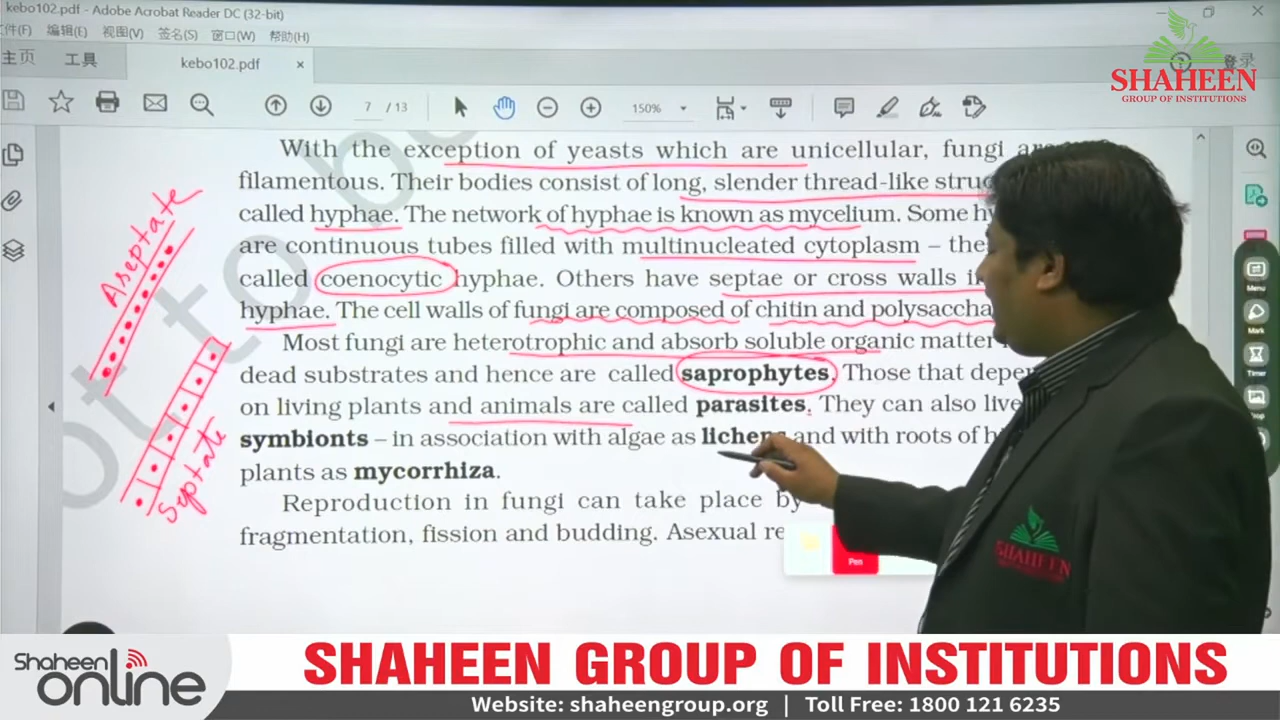 kebo102.pdf - Adobe Acrobat Reader DC (32-bit)
文件(F) 编辑(E) 视图(V) 签名(S) 窗口(W) 帮助(H)
主页 工具 kebo102.pdf ×
7 / 13 150%
SHAHEEN
GROUP OF INSTITUTIONS
With the exception of yeasts which are unicellular, fungi
filamentous. Their bodies consist of long, slender thread-like
called hyphae. The network of hyphae is known as mycelium. Some
are continuous tubes filled with multinucleated cytoplasm –
called coenocytic hyphae. Others have septae or cross walls
hyphae. The cell walls of fungi are composed of chitin and
Most fungi are heterotrophic and absorb soluble organic matter
dead substrates and hence are called saprophytes. Those that
on living plants and animals are called parasites. They can also live
symbionts – in association with algae as lichens and with roots of
plants as mycorrhiza.
Reproduction in fungi can take place by
fragmentation, fission and budding. Asexual
Aseptate
Septate
Menu
Mark
Timer
Pen
SHAHEEN
Shaheen online
SHAHEEN GROUP OF INSTITUTIONS
Website: shaheengroup.org | Toll Free: 1800 121 6235